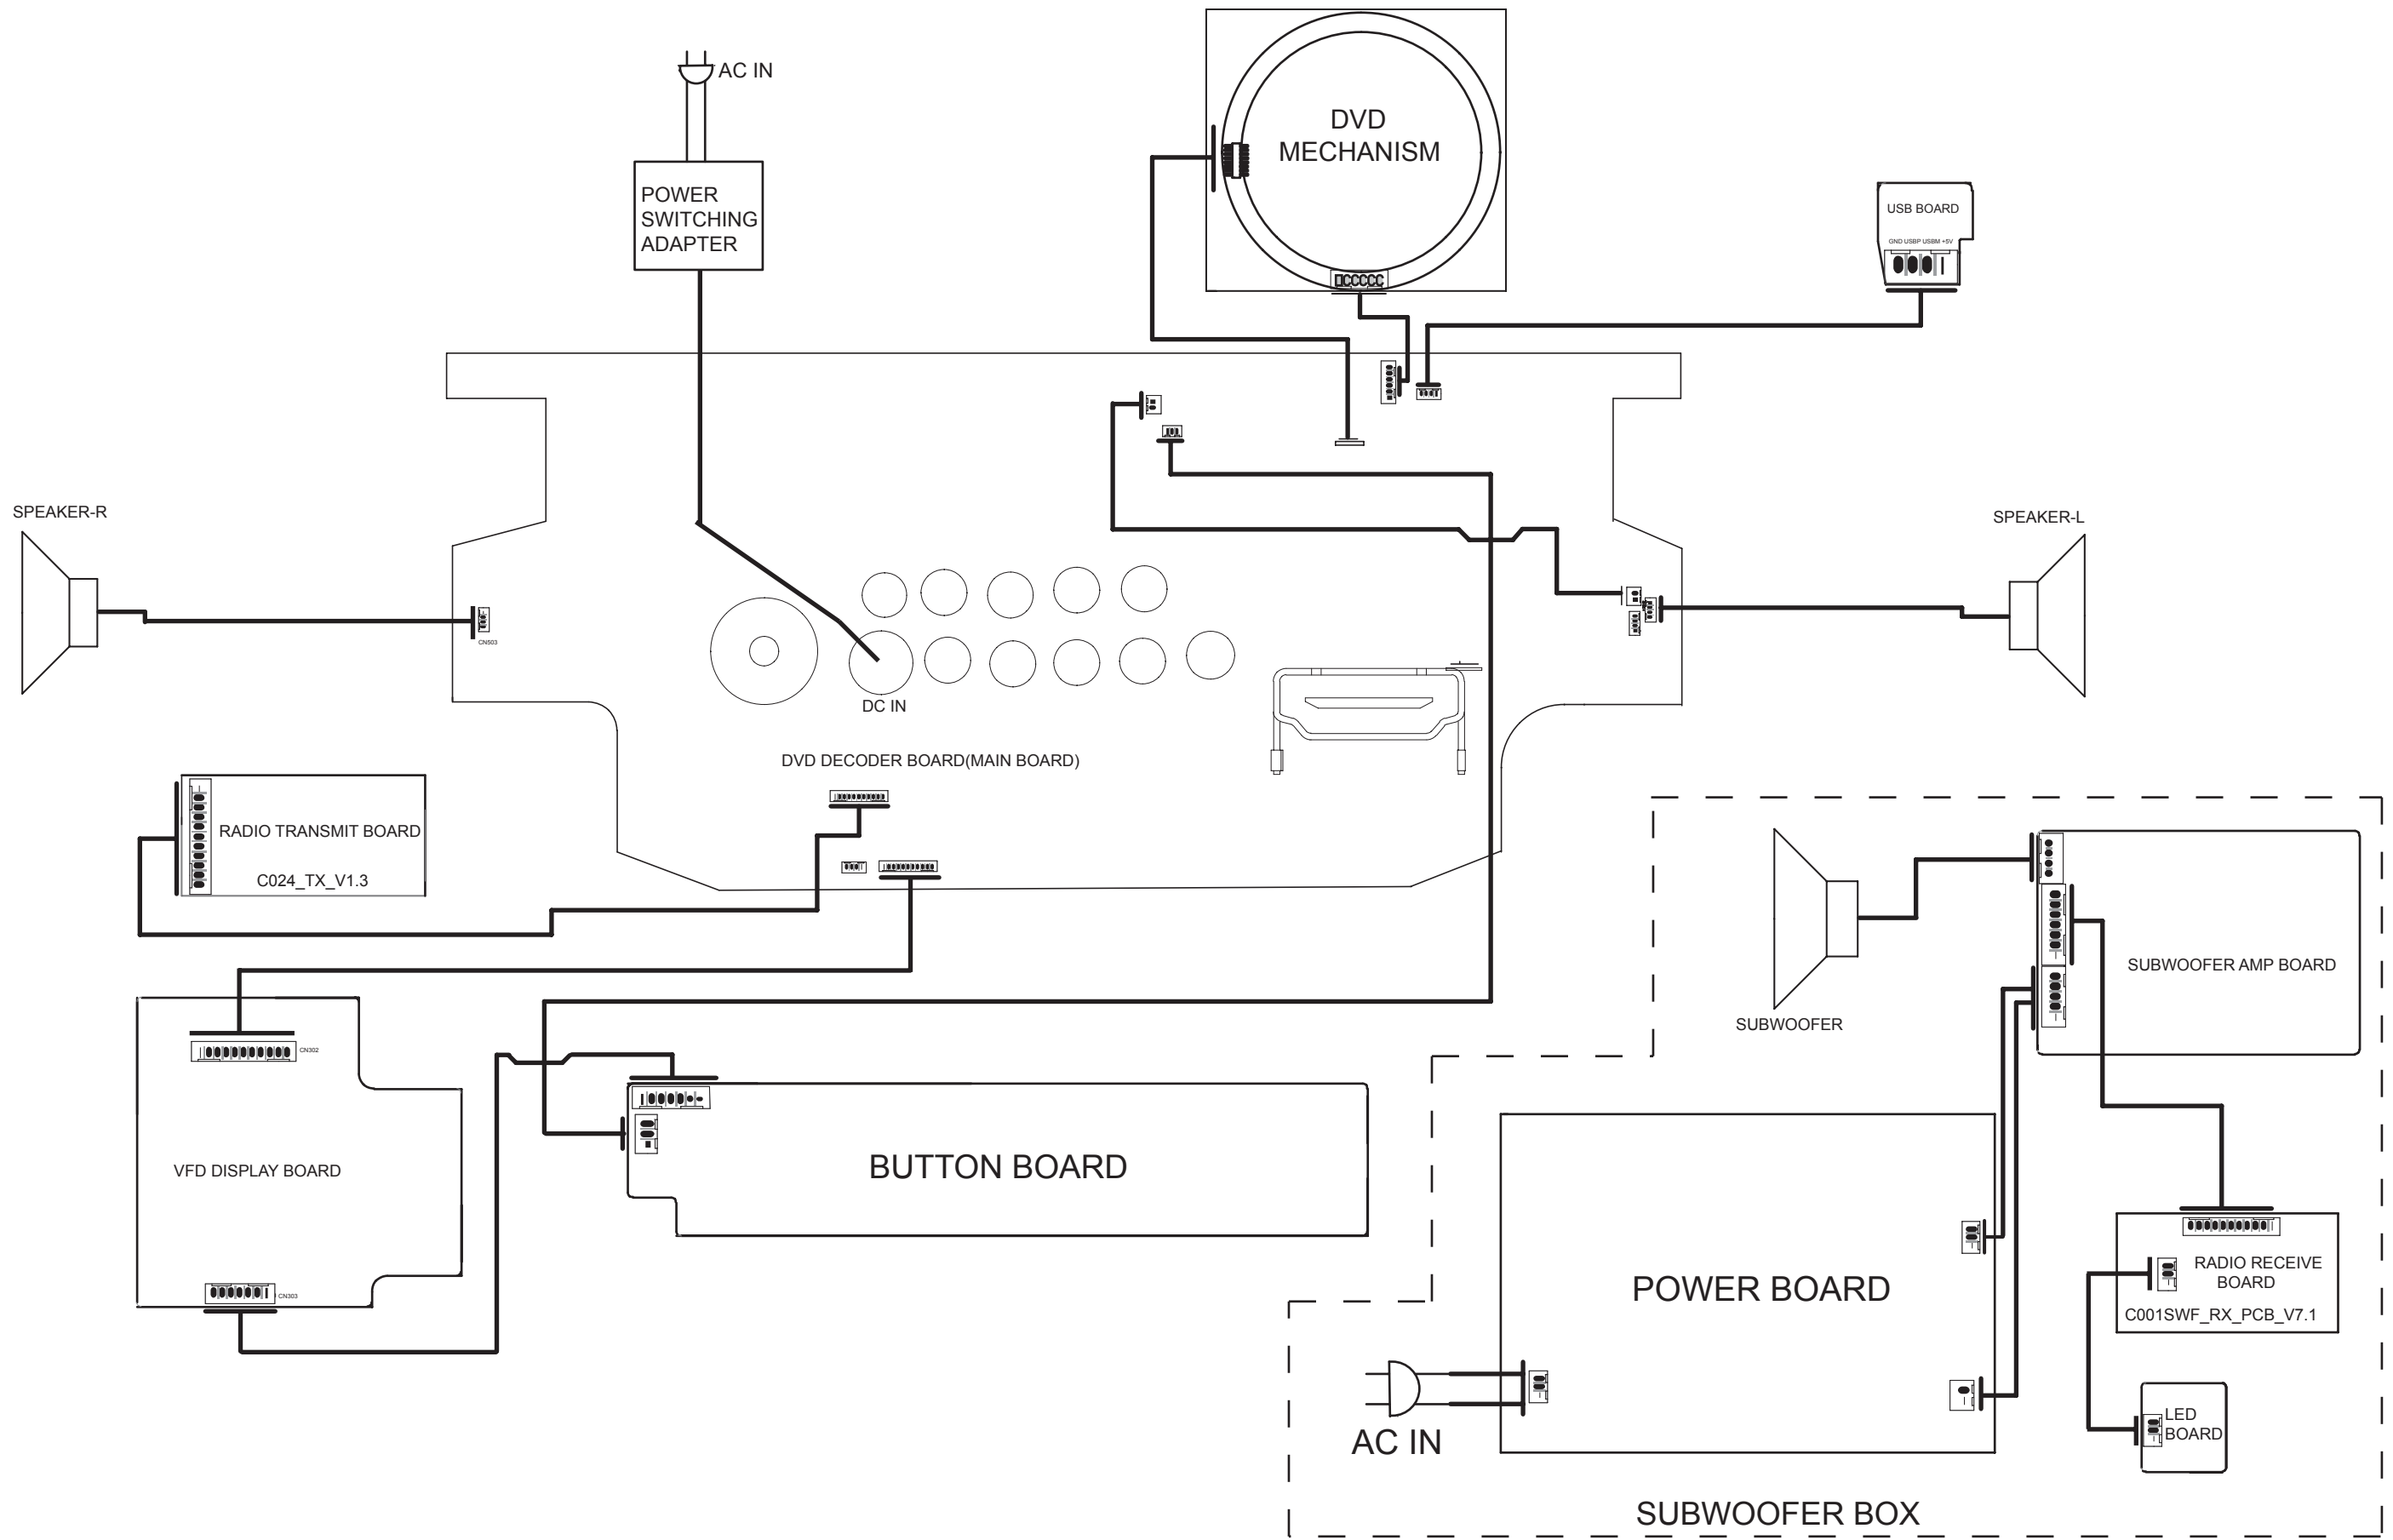 AC IN
DVD
MECHANISM
POWER
SWITCHING
ADAPTER
USB BOARD
GND USBP USBM +5V
SPEAKER-R
SPEAKER-L
CN503
DC IN
DVD DECODER BOARD(MAIN BOARD)
RADIO TRANSMIT BOARD
C024_TX_V1.3
SUBWOOFER AMP BOARD
SUBWOOFER
CN302
VFD DISPLAY BOARD
BUTTON BOARD
CN303
POWER BOARD
RADIO RECEIVE
BOARD
C001SWF_RX_PCB_V7.1
AC IN
LED
BOARD
SUBWOOFER BOX